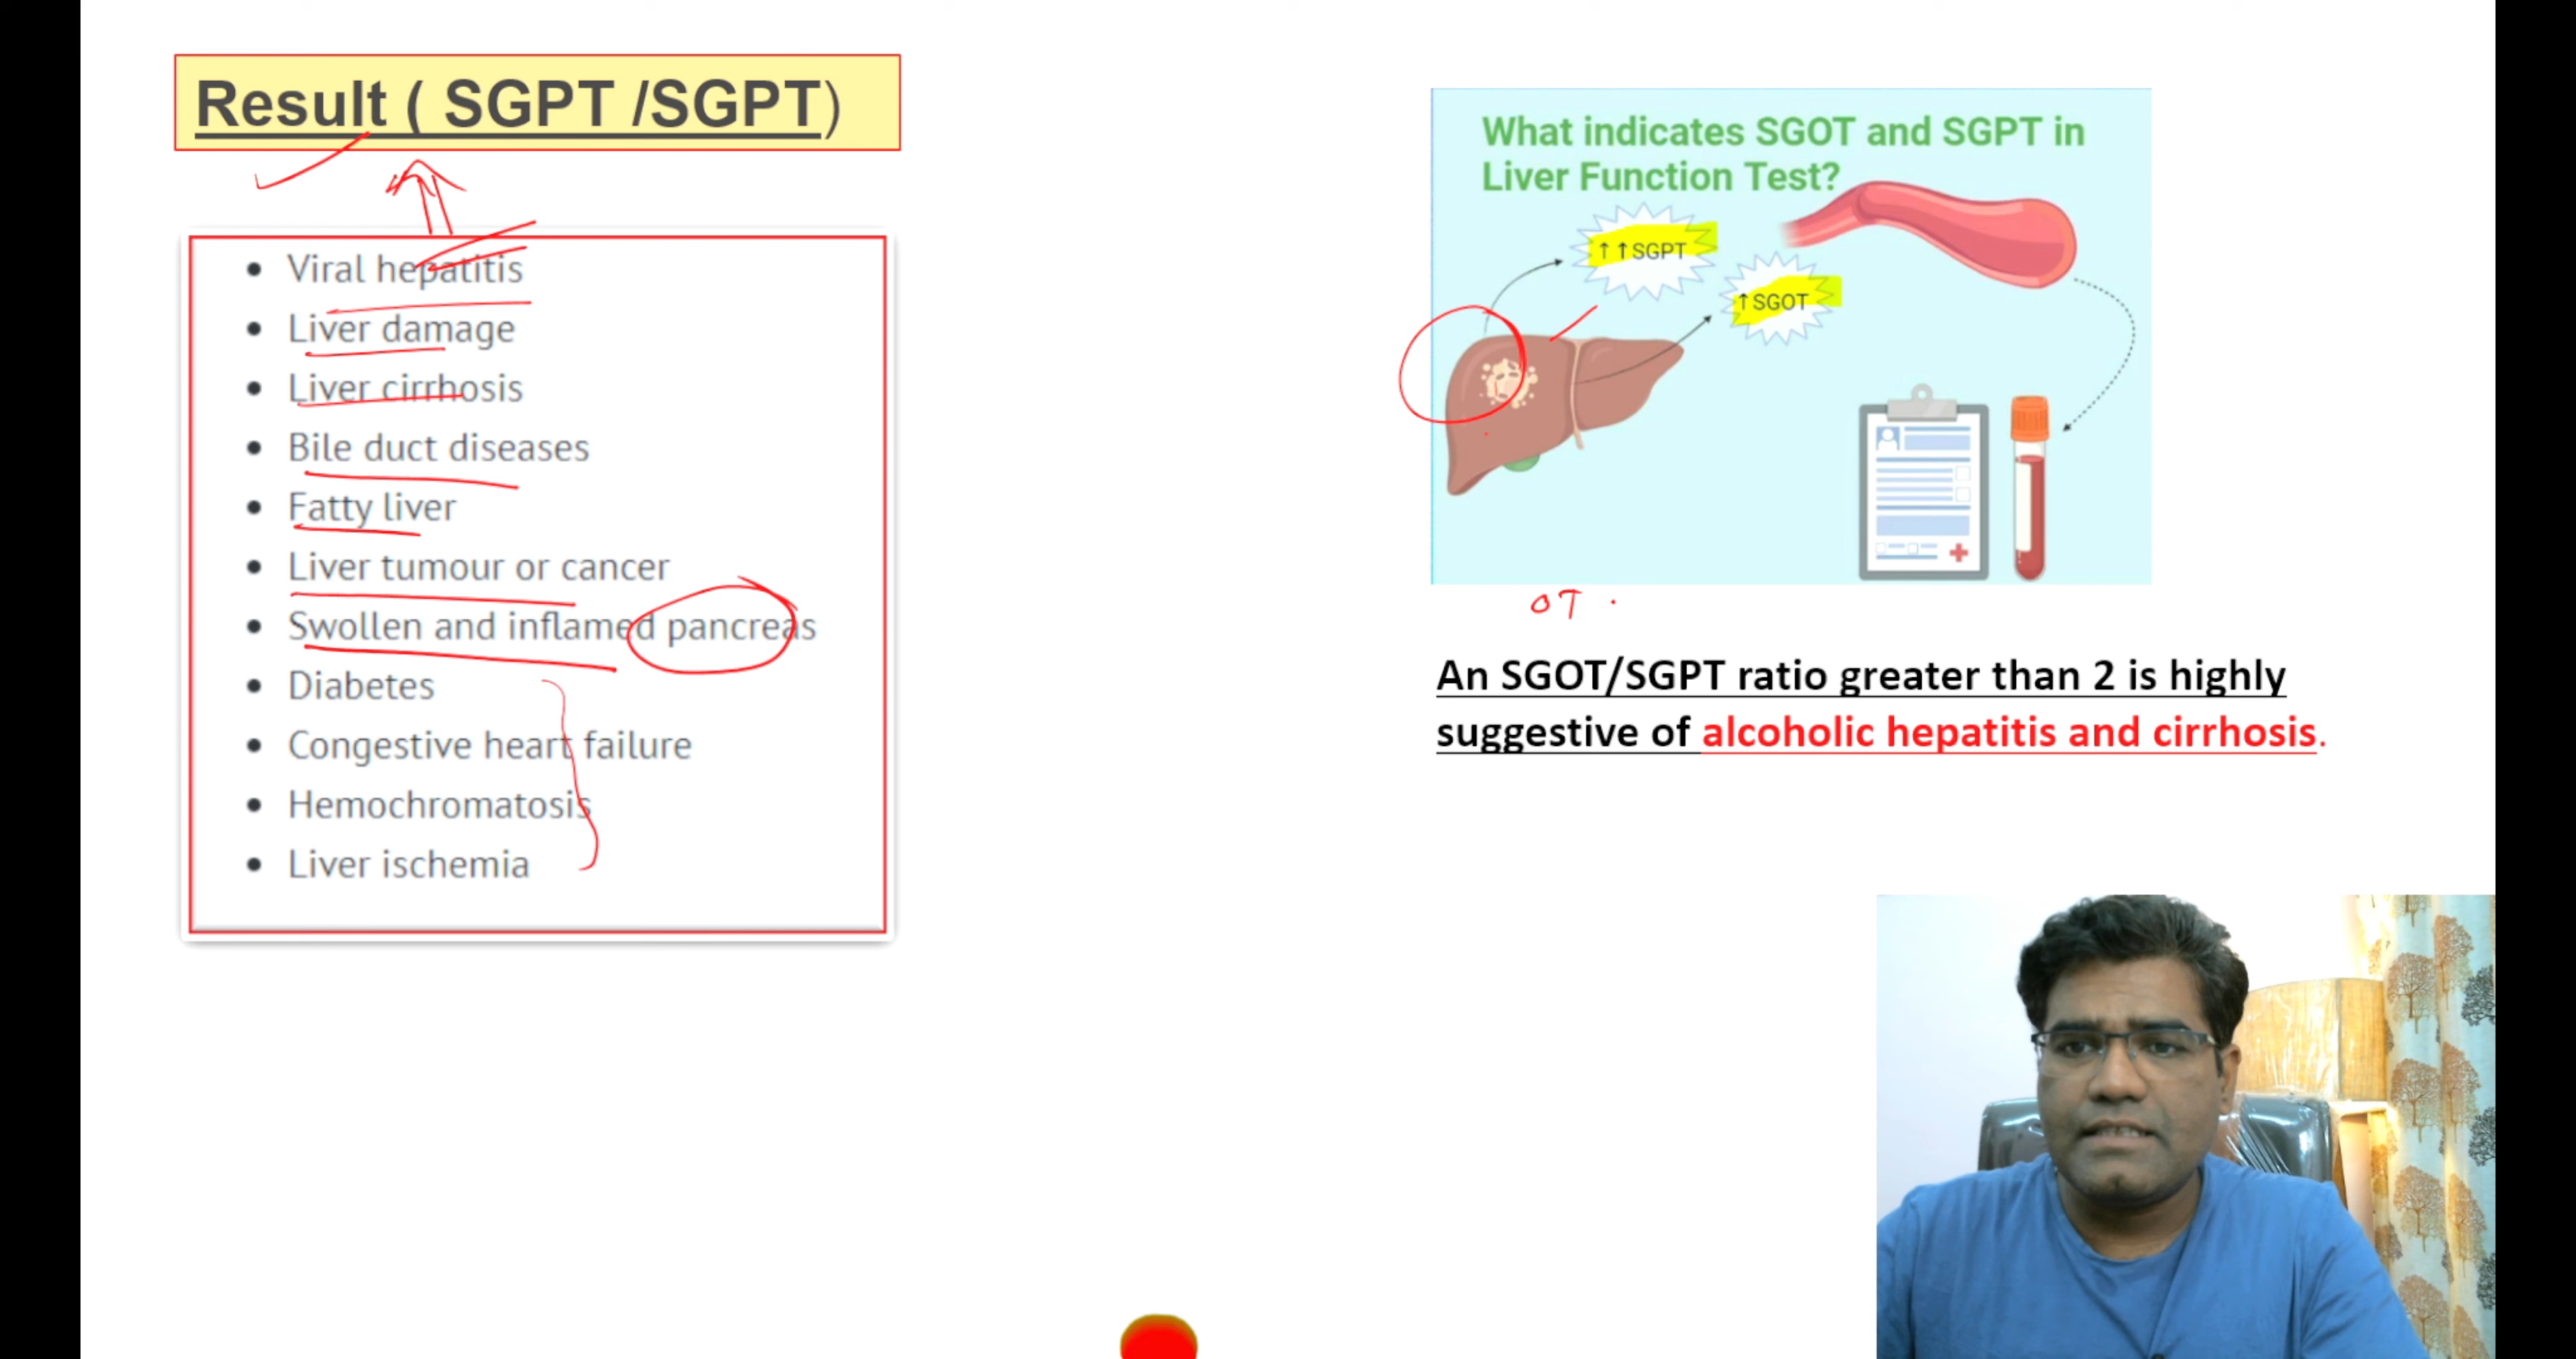 Result ( SGPT /SGPT)
• Viral hepatitis
• Liver damage
• Liver cirrhosis
• Bile duct diseases
• Fatty liver
• Liver tumour or cancer
• Swollen and inflamed pancreas
• Diabetes
• Congestive heart failure
• Hemochromatosis
• Liver ischemia
What indicates SGOT and SGPT in
Liver Function Test?
↑↑SGPT
↑SGOT
OT
An SGOT/SGPT ratio greater than 2 is highly
suggestive of alcoholic hepatitis and cirrhosis.